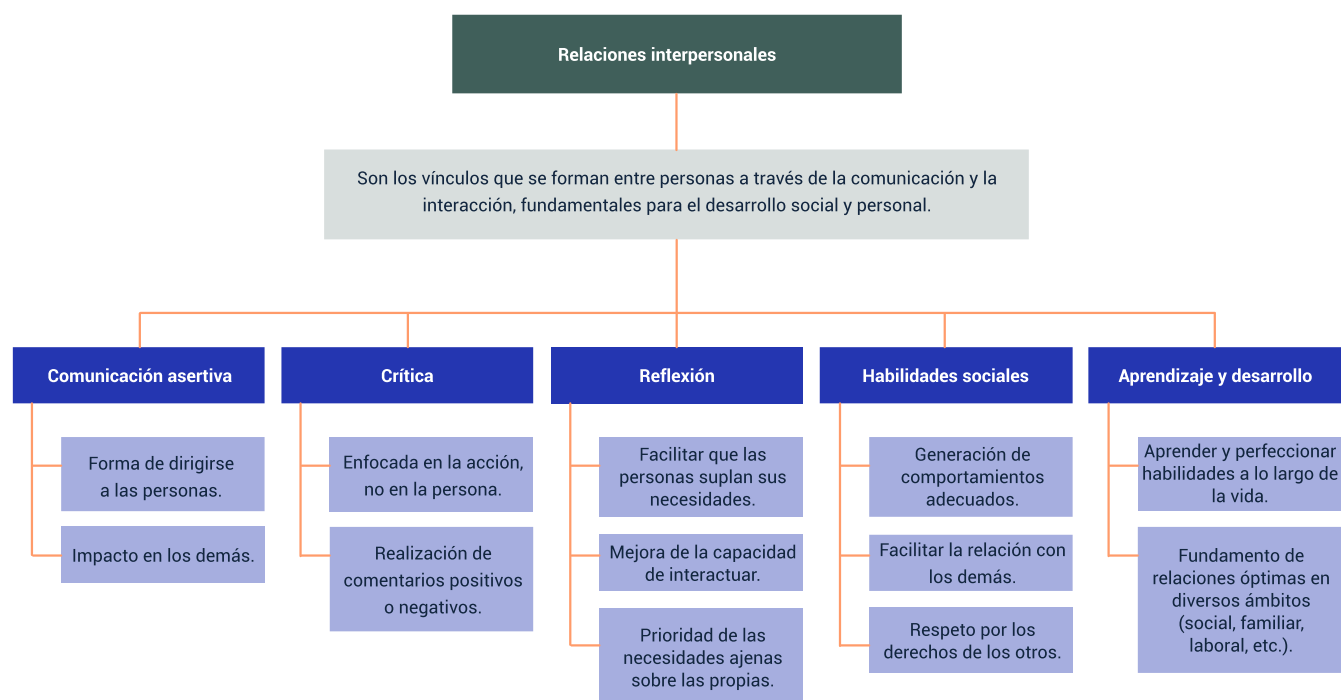 Relaciones interpersonales
Son los vínculos que se forman entre personas a través de la comunicación y la
interacción, fundamentales para el desarrollo social y personal.
Comunicación asertiva
Forma de dirigirse
a las personas.
Impacto en los demás.
Crítica
Enfocada en la acción,
no en la persona.
Realización de
comentarios positivos
o negativos.
Reflexión
Facilitar que las
personas suplan sus
necesidades.
Mejora de la capacidad
de interactuar.
Prioridad de las
necesidades ajenas
sobre las propias.
Habilidades sociales
Generación de
comportamientos
adecuados.
Facilitar la relación con
los demás.
Respeto por los
derechos de los otros.
Aprendizaje y desarrollo
Aprender y perfeccionar
habilidades a lo largo de
la vida.
Fundamento de
relaciones óptimas en
diversos ámbitos
(social, familiar,
laboral, etc.).